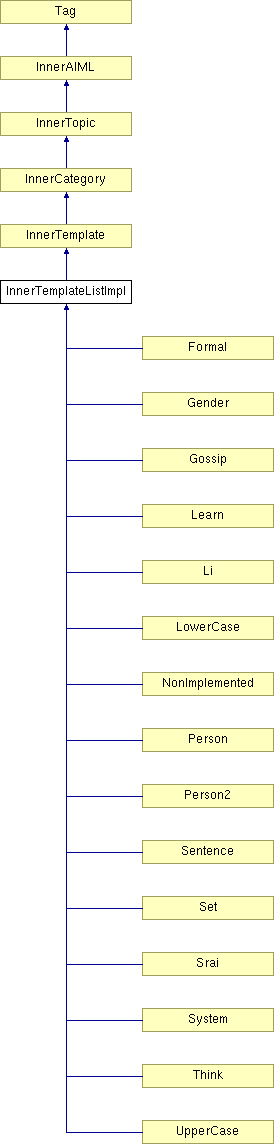 Tag
InnerAIML
InnerTopic
InnerCategory
InnerTemplate
InnerTemplateListImpl
Formal
Gender
Gossip
Learn
Li
LowerCase
NonImplemented
Person
Person2
Sentence
Set
Srai
System
Think
UpperCase